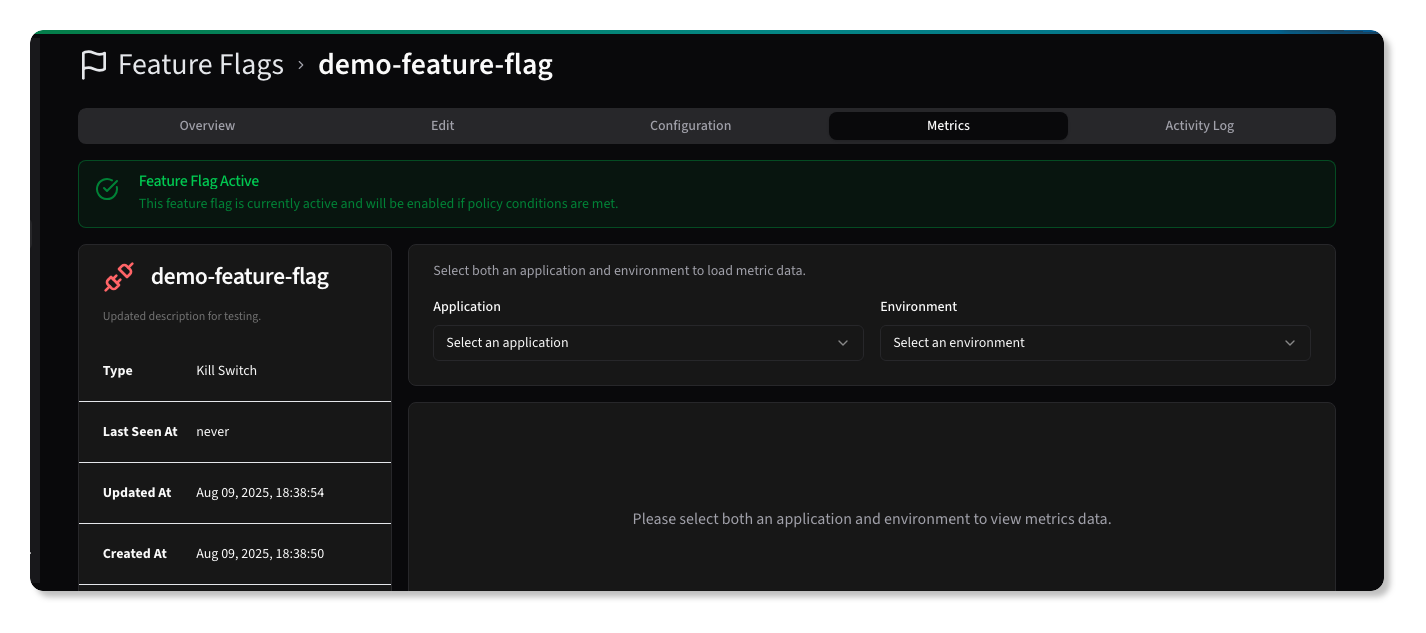 Feature Flags › demo-feature-flag
Overview Edit Configuration Metrics Activity Log
Feature Flag Active
This feature flag is currently active and will be enabled if policy conditions are met.
demo-feature-flag
Updated description for testing.
Type Kill Switch
Last Seen At never
Updated At Aug 09, 2025, 18:38:54
Created At Aug 09, 2025, 18:38:50
Select both an application and environment to load metric data.
Application Environment
Select an application Select an environment
Please select both an application and environment to view metrics data.